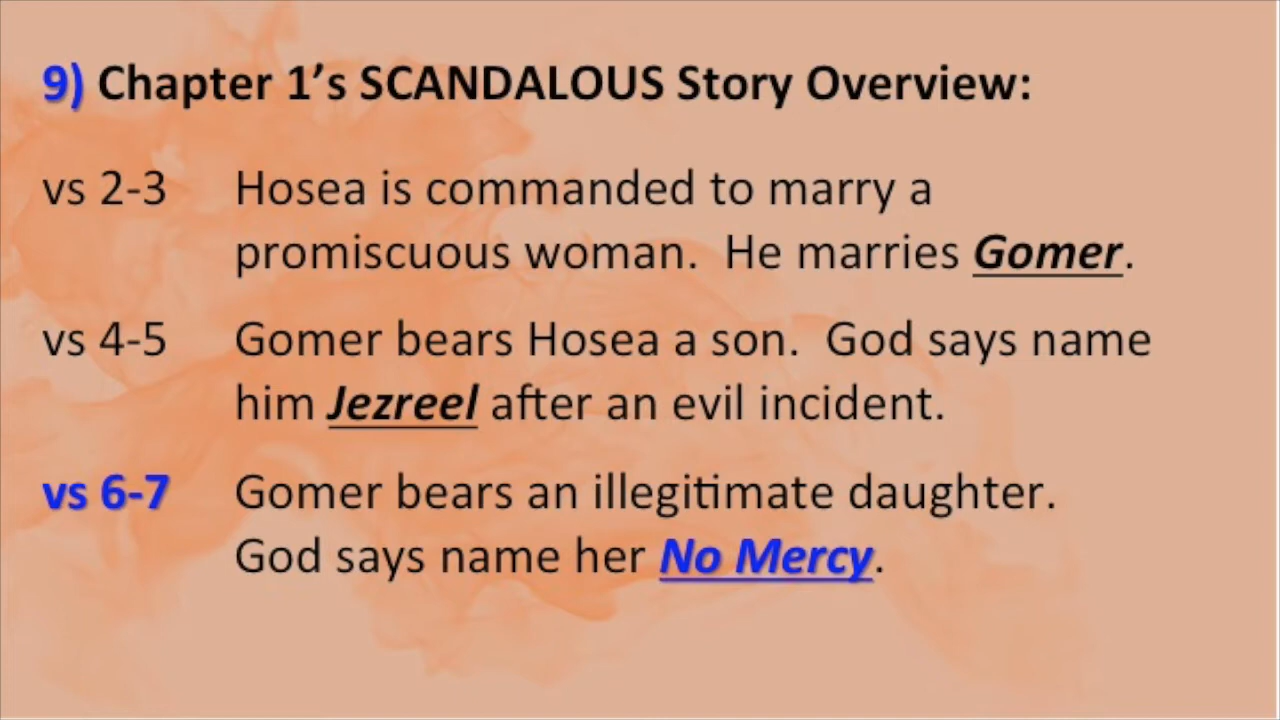 9) Chapter 1’s SCANDALOUS Story Overview:
vs 2-3 Hosea is commanded to marry a
promiscuous woman. He marries Gomer.
vs 4-5 Gomer bears Hosea a son. God says name
him Jezreel after an evil incident.
vs 6-7 Gomer bears an illegitimate daughter.
God says name her No Mercy.